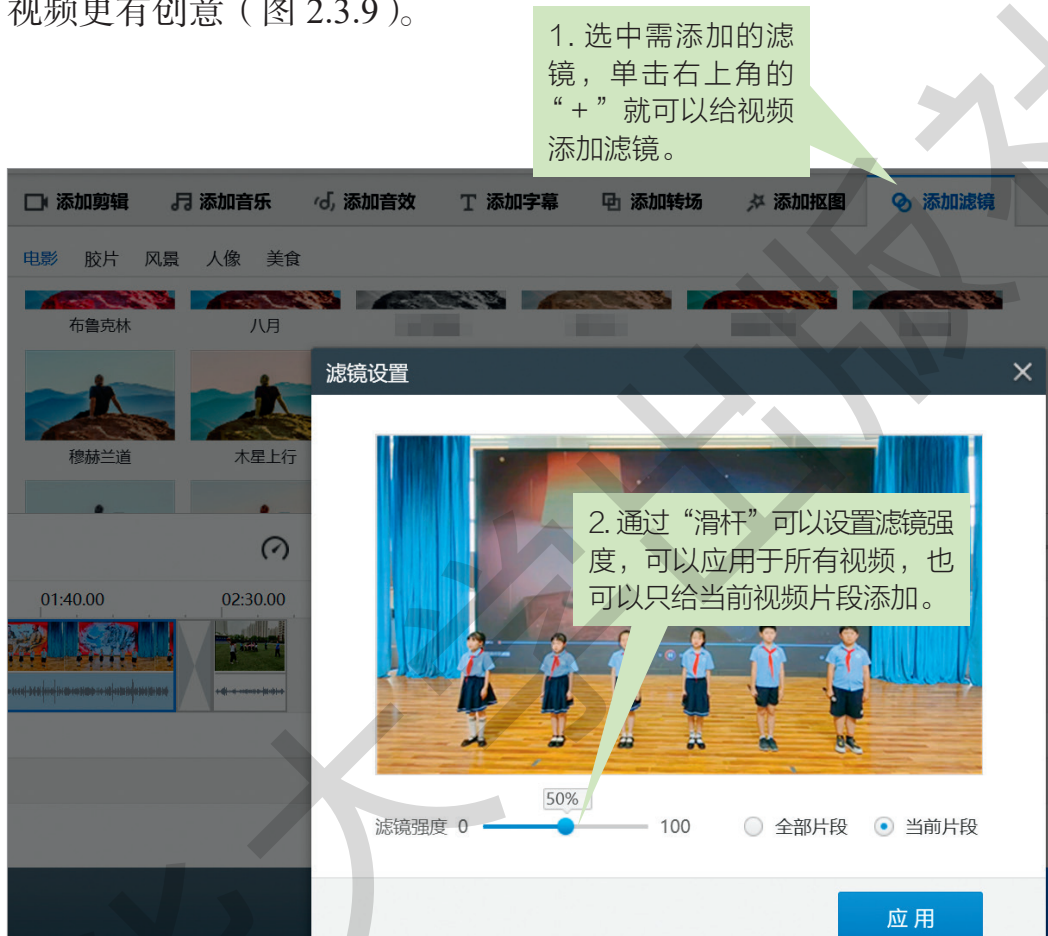 视频更有创意（图 2.3.9）。
1. 选中需添加的滤
镜，单击右上角的
“+”就可以给视频
添加滤镜。
添加剪辑 添加音乐 添加音效 添加字幕 添加转场 添加抠图 添加滤镜
电影 胶片 风景 人像 美食
布鲁克林 八月
穆赫兰道 木星上行
滤镜设置
2. 通过“滑杆”可以设置滤镜强
度，可以应用于所有视频，也
可以只给当前视频片段添加。
01:40.00 02:30.00
50%
滤镜强度 0 100 全部片段 当前片段
应用
大学出版社